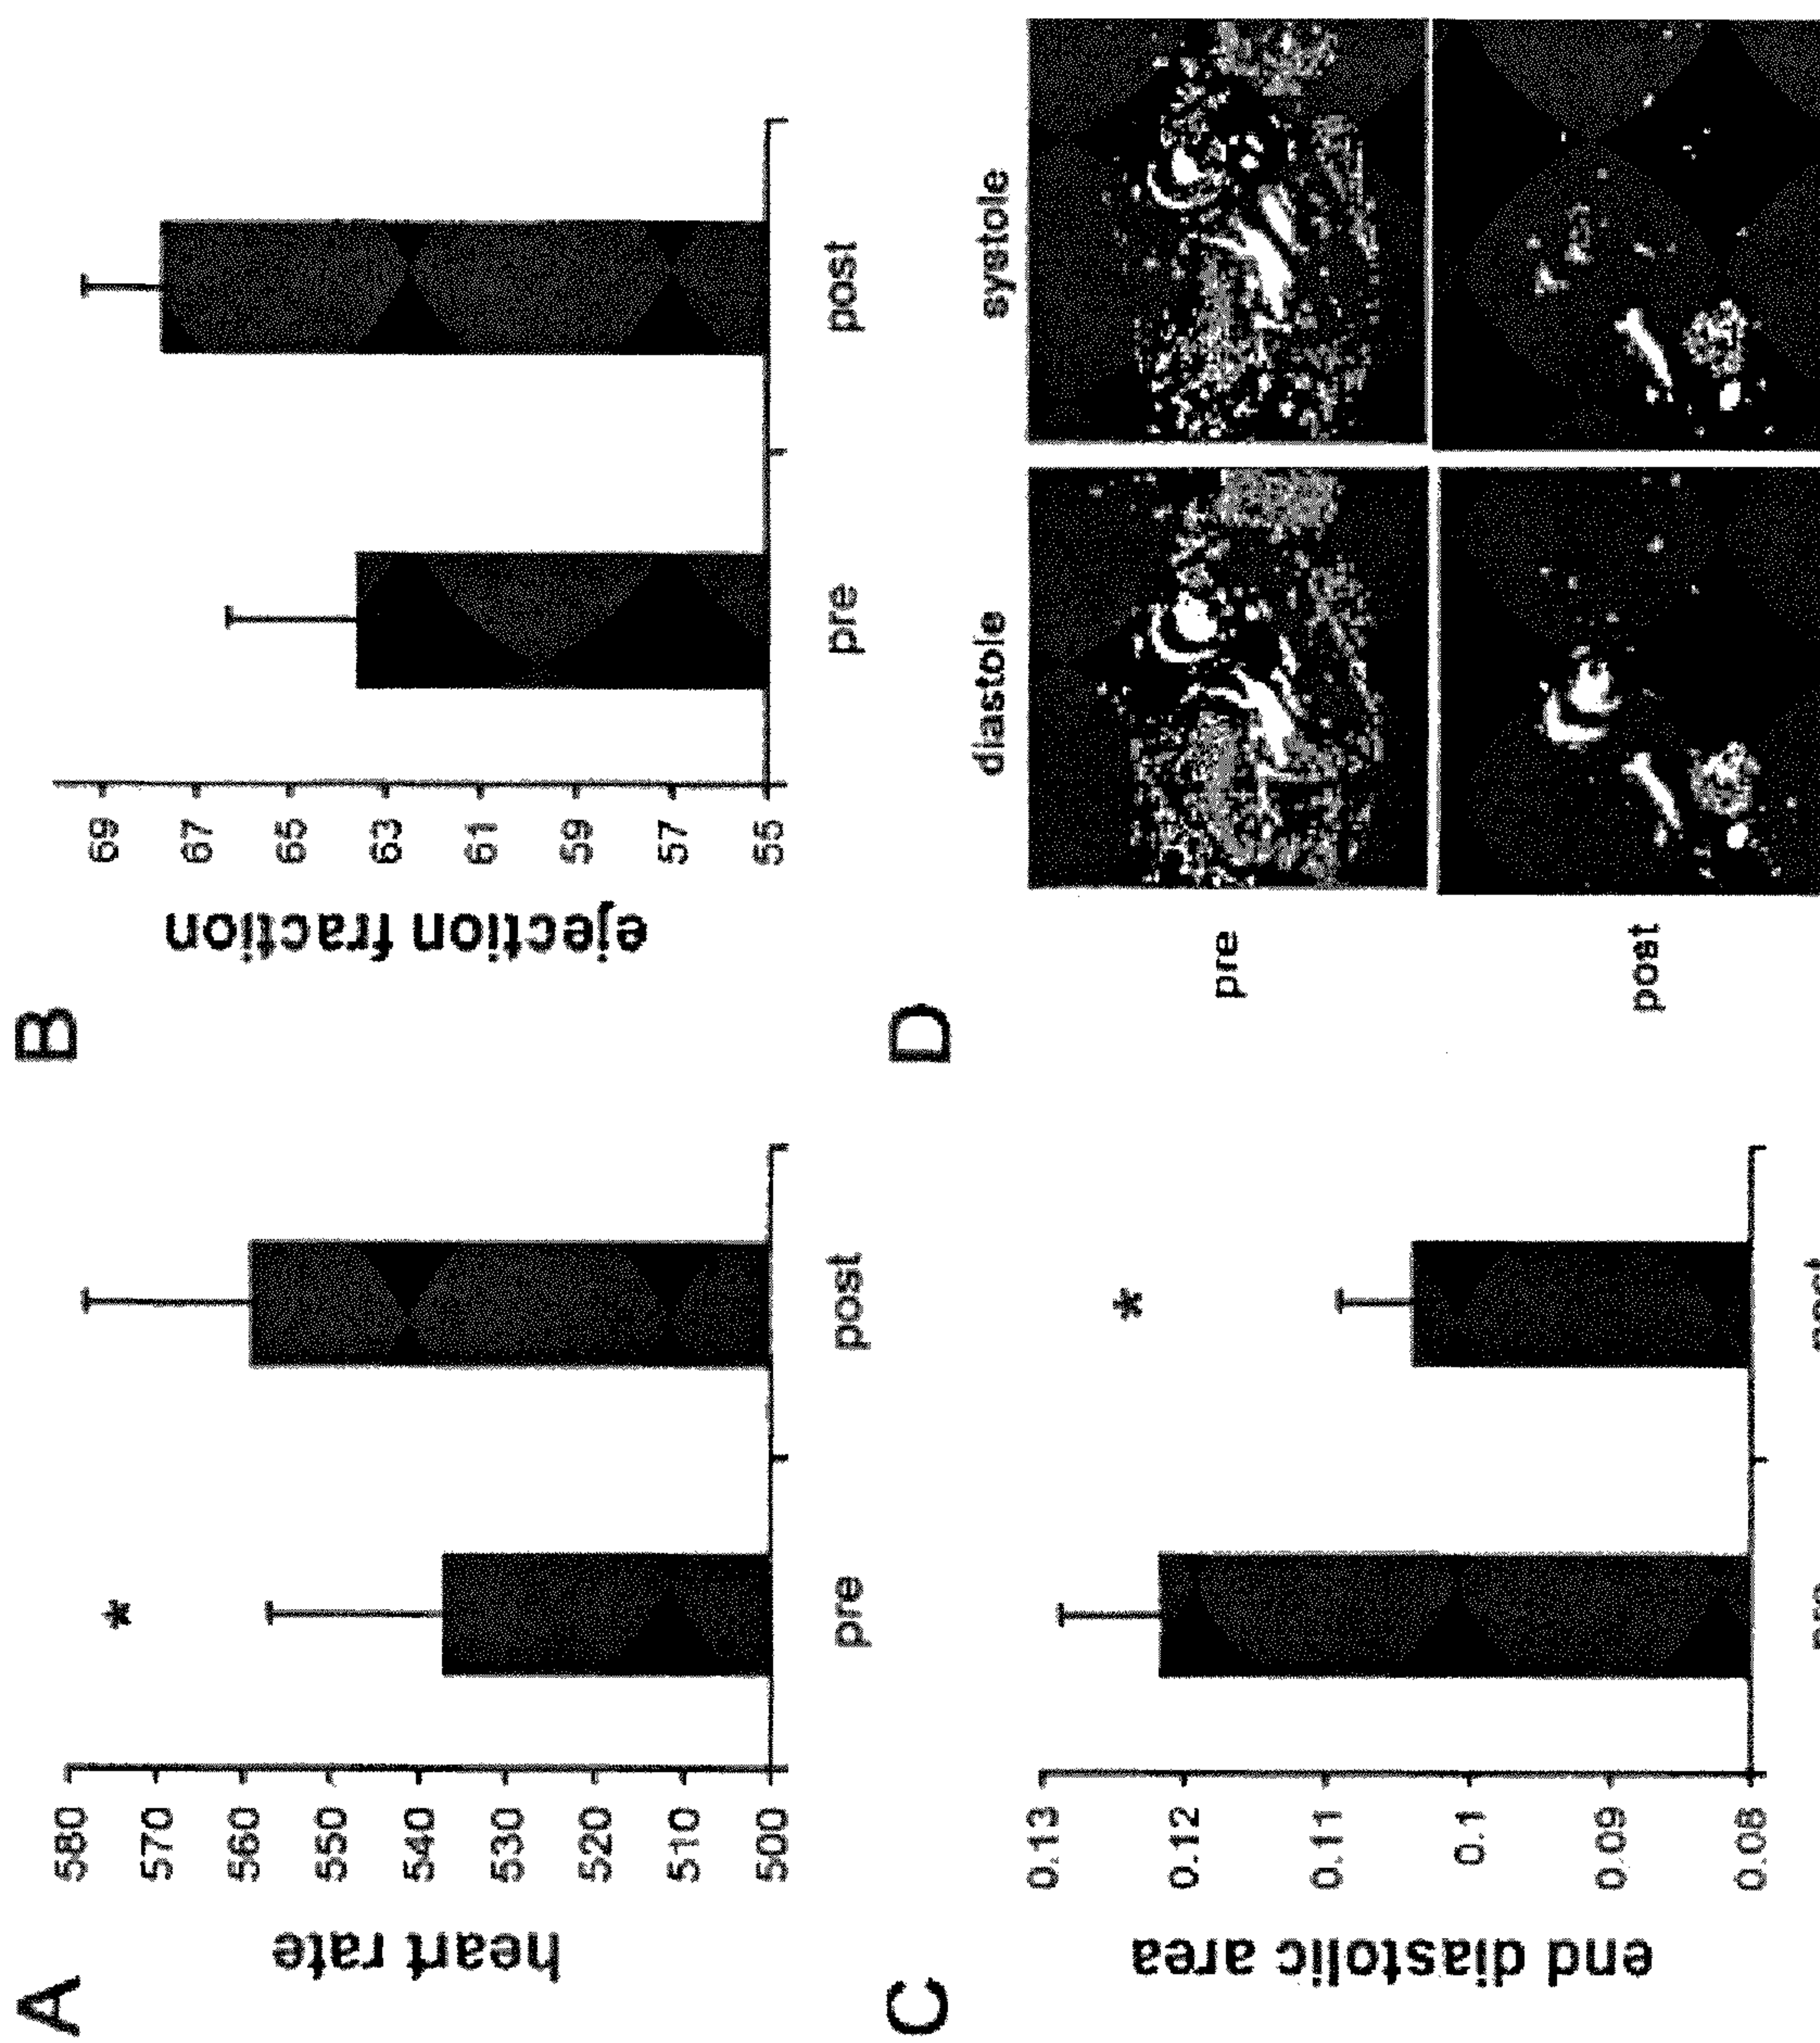 A
heart rate
580
570
560
550
540
530
520
510
500
*
pre
post
B
ejection fraction
69
67
65
63
61
59
57
55
pre
post
C
end diastolic area
0.13
0.12
0.11
0.1
0.09
0.08
*
D
diastole
systole
pre
post